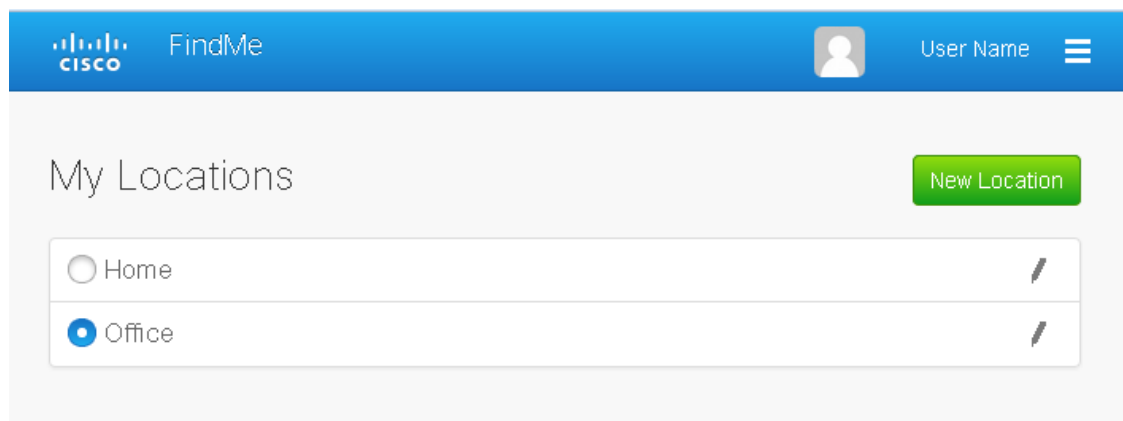 CISCO
FindMe
User Name
My Locations
New Location
Home
Office